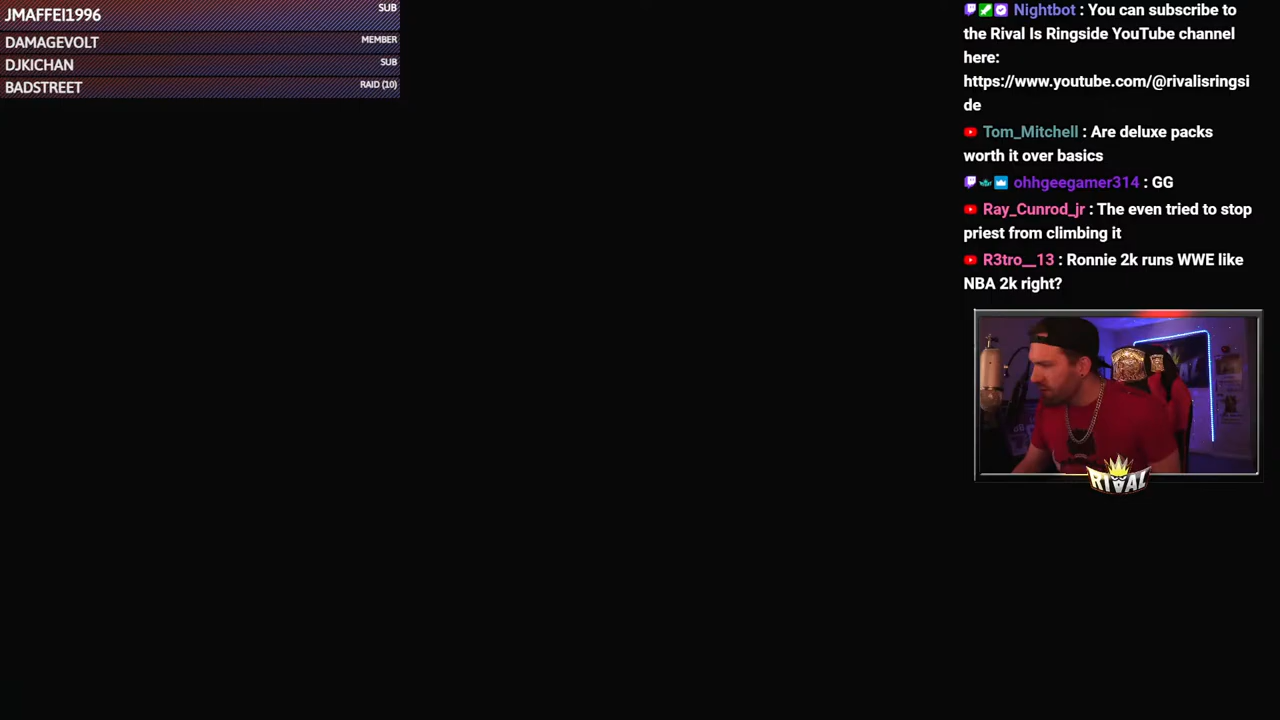 JMAFFEI1996 SUB
DAMAGEVOLT MEMBER
DJKICHAN SUB
BADSTREET RAID (10)
Nightbot : You can subscribe to
the Rival Is Ringside YouTube channel
here:
https://www.youtube.com/@rivalisringsi
de
Tom_Mitchell : Are deluxe packs
worth it over basics
ohhgeegamer314 : GG
Ray_Cunrod_jr : The even tried to stop
priest from climbing it
R3tro__13 : Ronnie 2k runs WWE like
NBA 2k right?
RIVAL